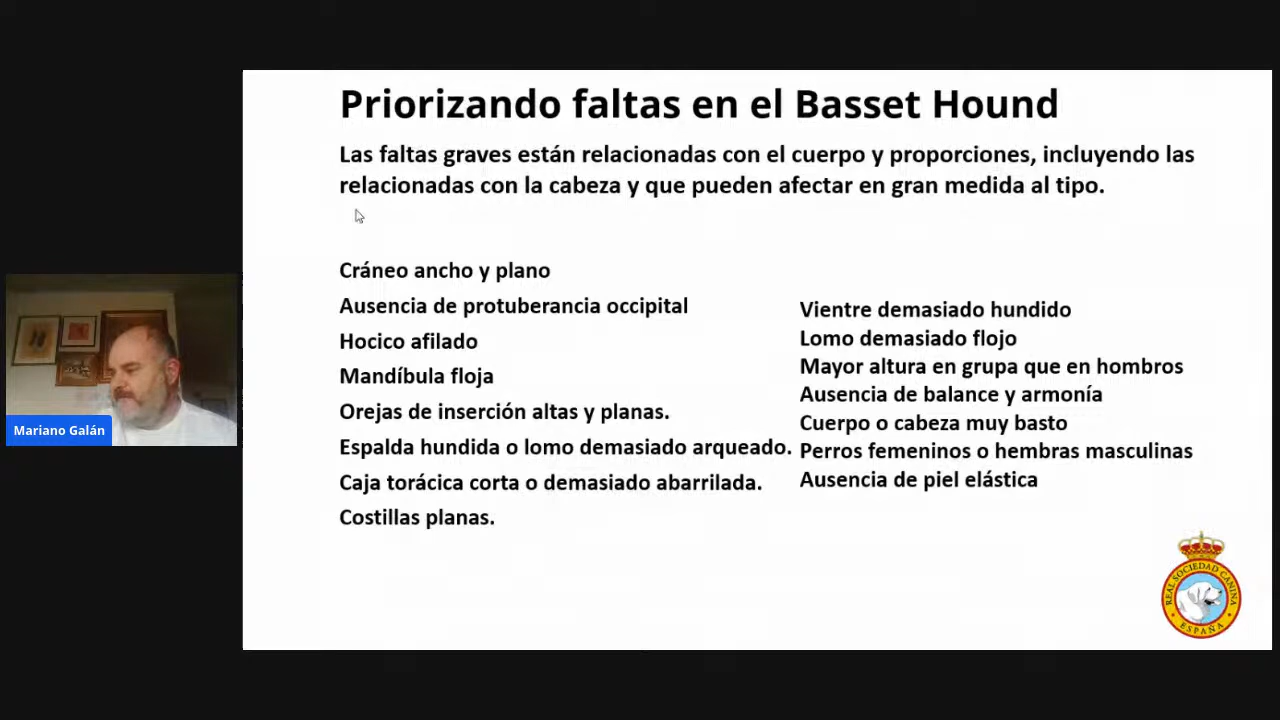 Priorizando faltas en el Basset Hound
Las faltas graves están relacionadas con el cuerpo y proporciones, incluyendo las
relacionadas con la cabeza y que pueden afectar en gran medida al tipo.
Cráneo ancho y plano
Ausencia de protuberancia occipital
Hocico afilado
Mandíbula floja
Orejas de inserción altas y planas.
Espalda hundida o lomo demasiado arqueado.
Caja torácica corta o demasiado abarrilada.
Costillas planas.
Vientre demasiado hundido
Lomo demasiado flojo
Mayor altura en grupa que en hombros
Ausencia de balance y armonía
Cuerpo o cabeza muy basto
Perros femeninos o hembras masculinas
Ausencia de piel elástica
Mariano Galán
REAL SOCIEDAD CANINA
ESPAÑA